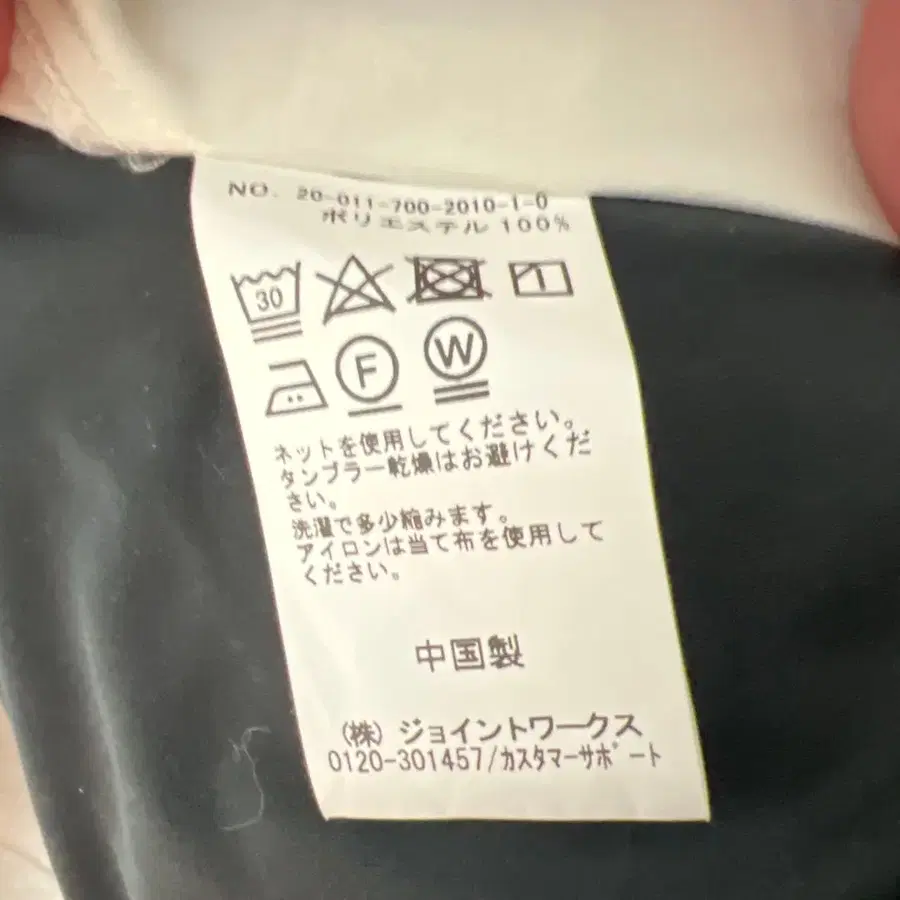 NO. 20-011-700-2010-1-0
ポリエステル 100%
30
F W
ネットを使用してください。
タンブラー乾燥はお避けくだ
さい。
洗濯で多少縮みます。
アイロンは当て布を使用して
ください。
中国製
(株) ジョイントワークス
0120-301457/カスタマーサポート